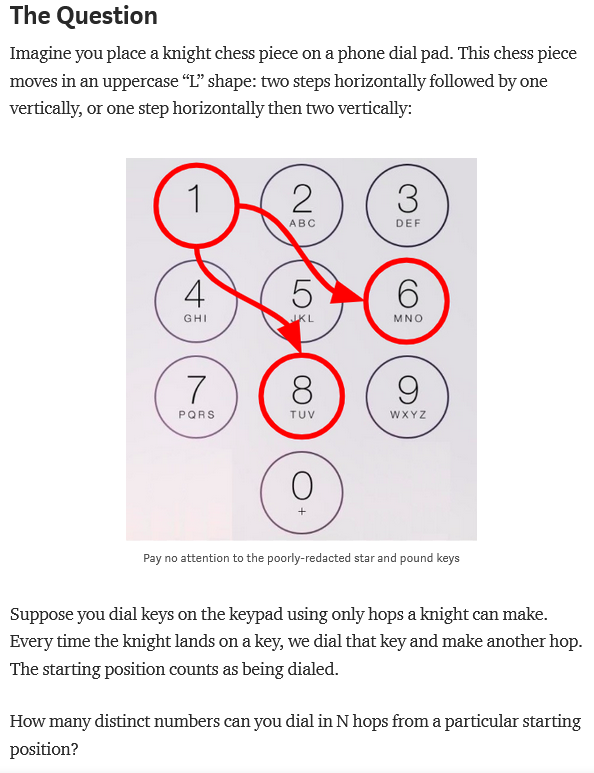 The Question
Imagine you place a knight chess piece on a phone dial pad. This chess piece
moves in an uppercase “L” shape: two steps horizontally followed by one
vertically, or one step horizontally then two vertically:
1 2 3
ABC DEF
4 5 6
GHI JKL MNO
7 8 9
PQRS TUV WXYZ
0
+
Pay no attention to the poorly-redacted star and pound keys
Suppose you dial keys on the keypad using only hops a knight can make.
Every time the knight lands on a key, we dial that key and make another hop.
The starting position counts as being dialed.
How many distinct numbers can you dial in N hops from a particular starting
position?